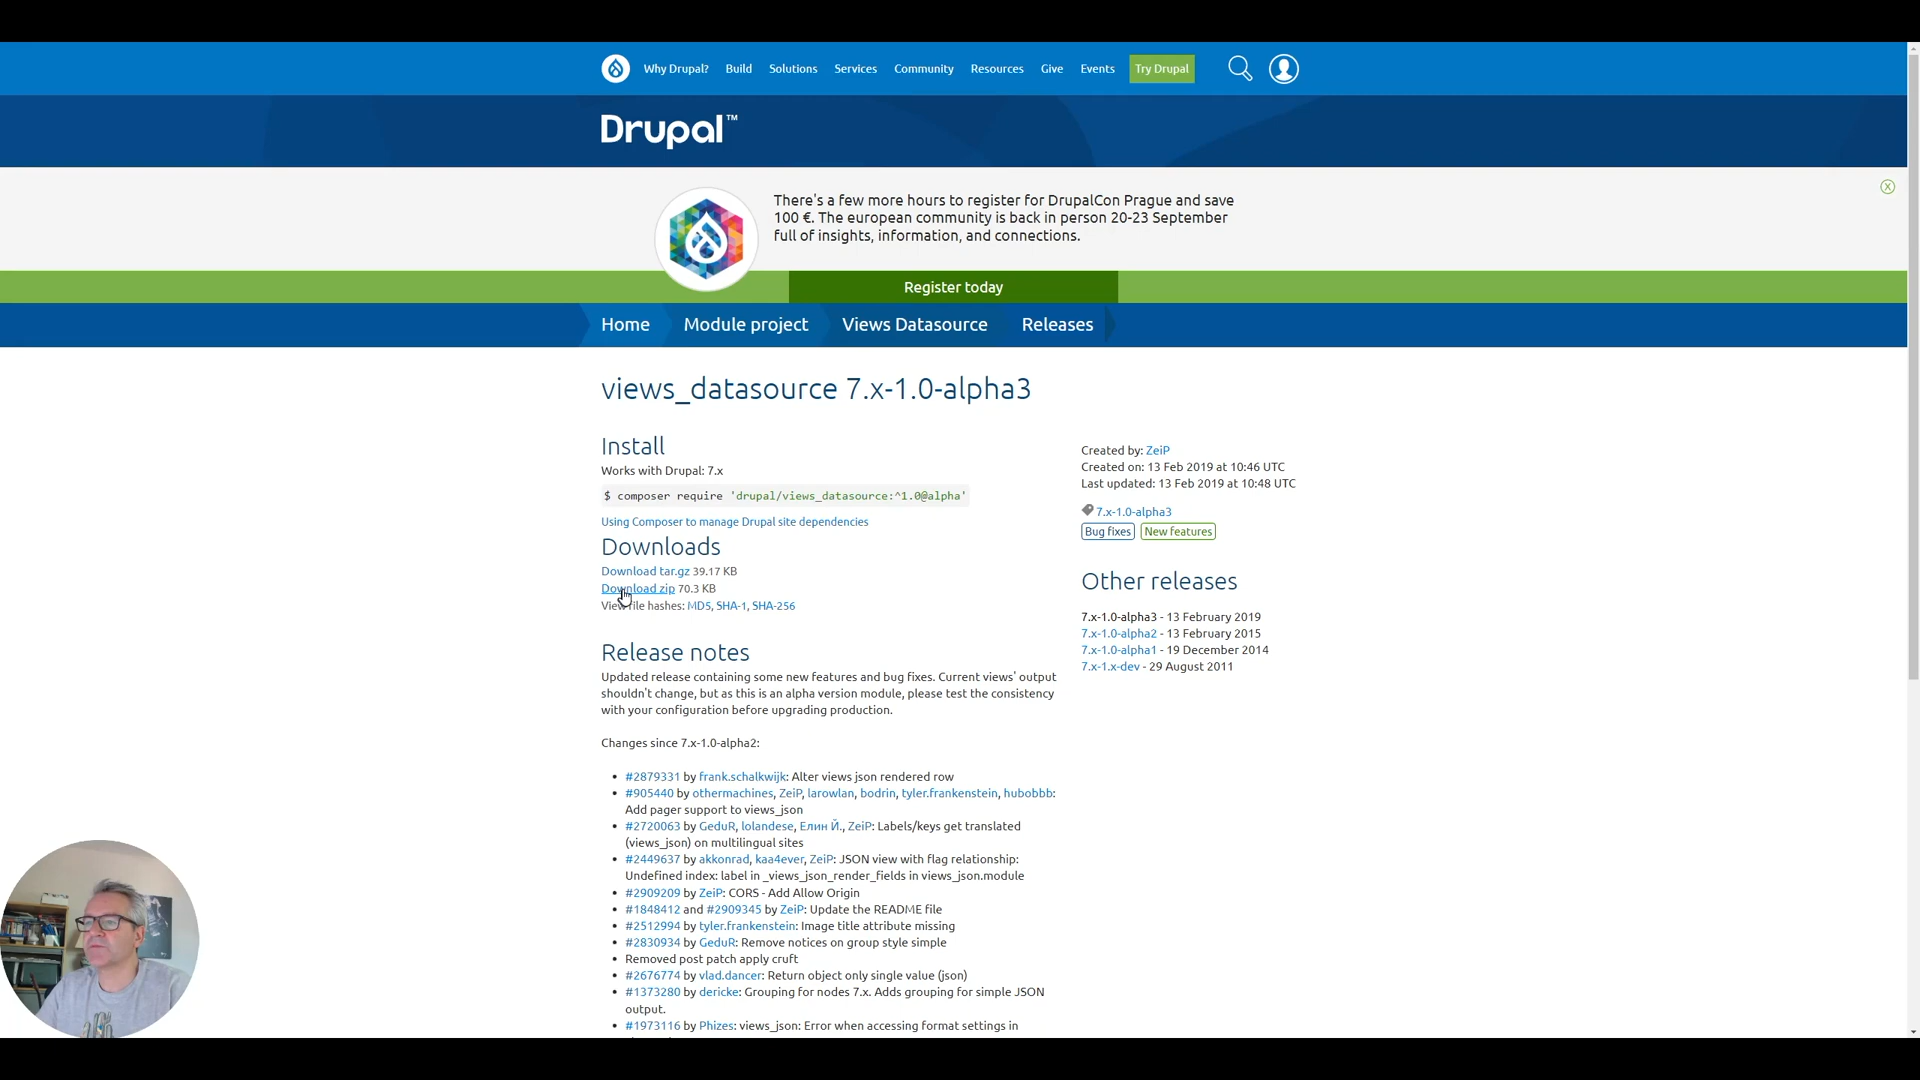 Why Drupal? Build Solutions Services Community Resources Give Events Try Drupal
Drupal™
There's a few more hours to register for DrupalCon Prague and save
100 €. The european community is back in person 20-23 September
full of insights, information, and connections.
Register today
Home Module project Views Datasource Releases
views_datasource 7.x-1.0-alpha3
Install
Works with Drupal: 7.x
$ composer require 'drupal/views_datasource:^1.0@alpha'
Using Composer to manage Drupal site dependencies
Downloads
Download tar.gz 39.17 KB
Download zip 70.3 KB
View file hashes: MD5, SHA-1, SHA-256
Release notes
Updated release containing some new features and bug fixes. Current views' output
shouldn't change, but as this is an alpha version module, please test the consistency
with your configuration before upgrading production.
Changes since 7.x-1.0-alpha2:
• #2879331 by frank.schalkwijk: Alter views json rendered row
• #905440 by othermachines, ZeiP, larowlan, bodrin, tyler.frankenstein, hubobbb:
Add pager support to views_json
• #2720063 by GeduR, lolandese, Елин Й., ZeiP: Labels/keys get translated
(views_json) on multilingual sites
• #2449637 by akkonrad, kaa4ever, ZeiP: JSON view with flag relationship:
Undefined index: label in _views_json_render_fields in views_json.module
• #2909209 by ZeiP: CORS - Add Allow Origin
• #1848412 and #2909345 by ZeiP: Update the README file
• #2512994 by tyler.frankenstein: Image title attribute missing
• #2830934 by GeduR: Remove notices on group style simple
• Removed post patch apply cruft
• #2676774 by vlad.dancer: Return object only single value (json)
• #1373280 by dericke: Grouping for nodes 7.x. Adds grouping for simple JSON
output.
• #1973116 by Phizes: views_json: Error when accessing format settings in
Created by: ZeiP
Created on: 13 Feb 2019 at 10:46 UTC
Last updated: 13 Feb 2019 at 10:48 UTC
7.x-1.0-alpha3
Bug fixes New features
Other releases
7.x-1.0-alpha3 - 13 February 2019
7.x-1.0-alpha2 - 13 February 2015
7.x-1.0-alpha1 - 19 December 2014
7.x-1.x-dev - 29 August 2011